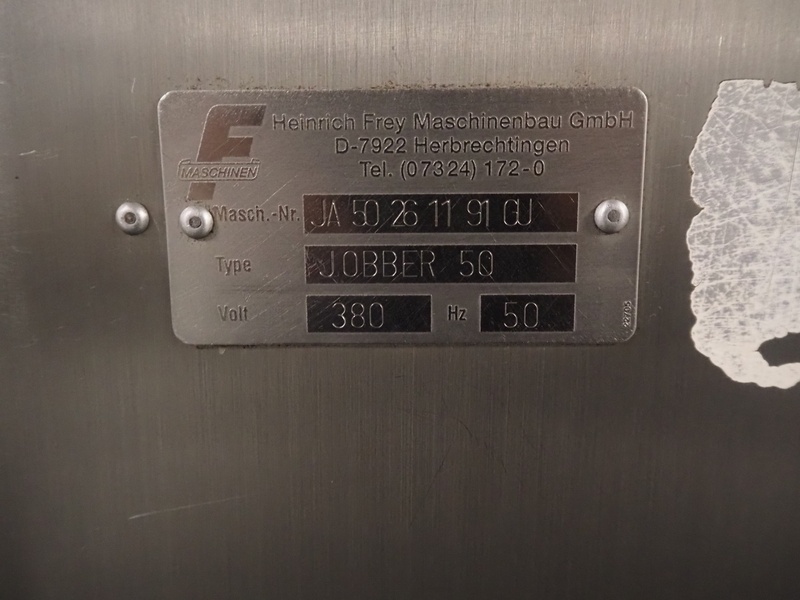 F
MASCHINEN
Heinrich Frey Maschinenbau GmbH
D-7922 Herbrechtingen
Tel. (07324) 172-0
Masch.-Nr. JA 50 26 11 91 GU
Type JOBBER 50
Volt 380 Hz 50